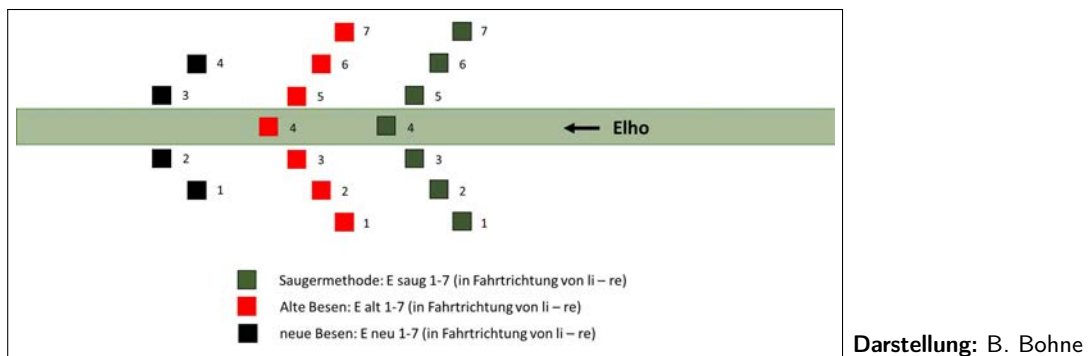 7 7
4 6 6
3 5 5
4 4 Elho
2 3 3
1 2 2
1 1
Saugermethode: E saug 1-7 (in Fahrtrichtung von li – re)
Alte Besen: E alt 1-7 (in Fahrtrichtung von li – re)
neue Besen: E neu 1-7 (in Fahrtrichtung von li – re)
Darstellung: B. Bohne